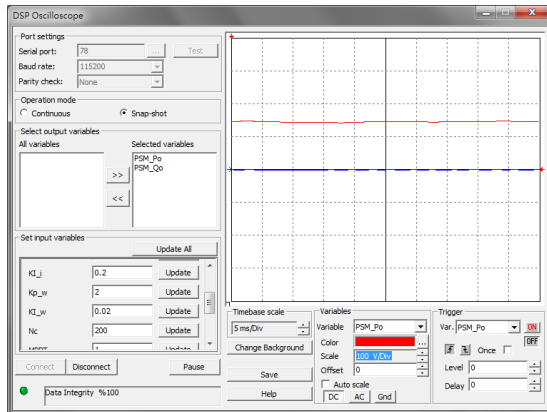 DSP Oscilloscope
Port settings
Serial port: 78 ... Test
Baud rate: 115200
Parity check: None
Operation mode
Continuous Snap-shot
Select output variables
All variables Selected variables
PSM_Po
PSM_Qo
>>
<<
Set input variables
Update All
KI_i 0.2 Update
Kp_w 2 Update
KI_w 0.02 Update
Nc 200 Update
MPPT 1 Update
Connect Disconnect Pause
Data Integrity %100
Timebase scale
5 ms/Div
Change Background
Save
Help
Variables
Variable PSM_Po
Color ...
Scale 100 V/Div
Offset 0
Auto scale
DC AC Gnd
Trigger
Var. PSM_Po ON
OFF
Once
Level 0
Delay 0